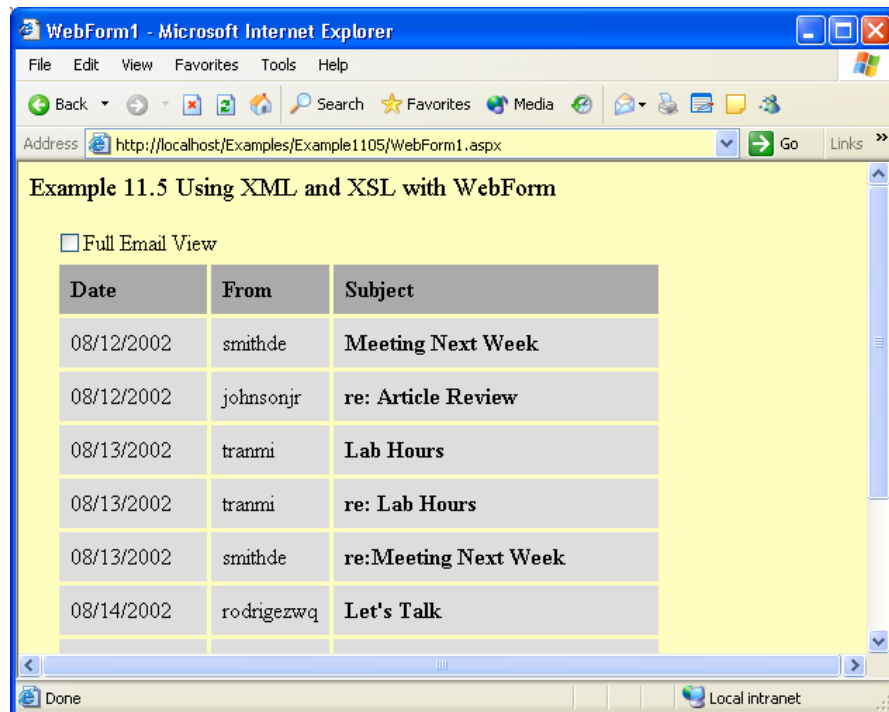 WebForm1 - Microsoft Internet Explorer
File Edit View Favorites Tools Help
Back Search Favorites Media
Address http://localhost/Examples/Example1105/WebForm1.aspx Go Links »
Example 11.5 Using XML and XSL with WebForm
Full Email View
Date From Subject
08/12/2002 smithde Meeting Next Week
08/12/2002 johnsonjr re: Article Review
08/13/2002 tranmi Lab Hours
08/13/2002 tranmi re: Lab Hours
08/13/2002 smithde re:Meeting Next Week
08/14/2002 rodrigezwq Let's Talk
Done Local intranet